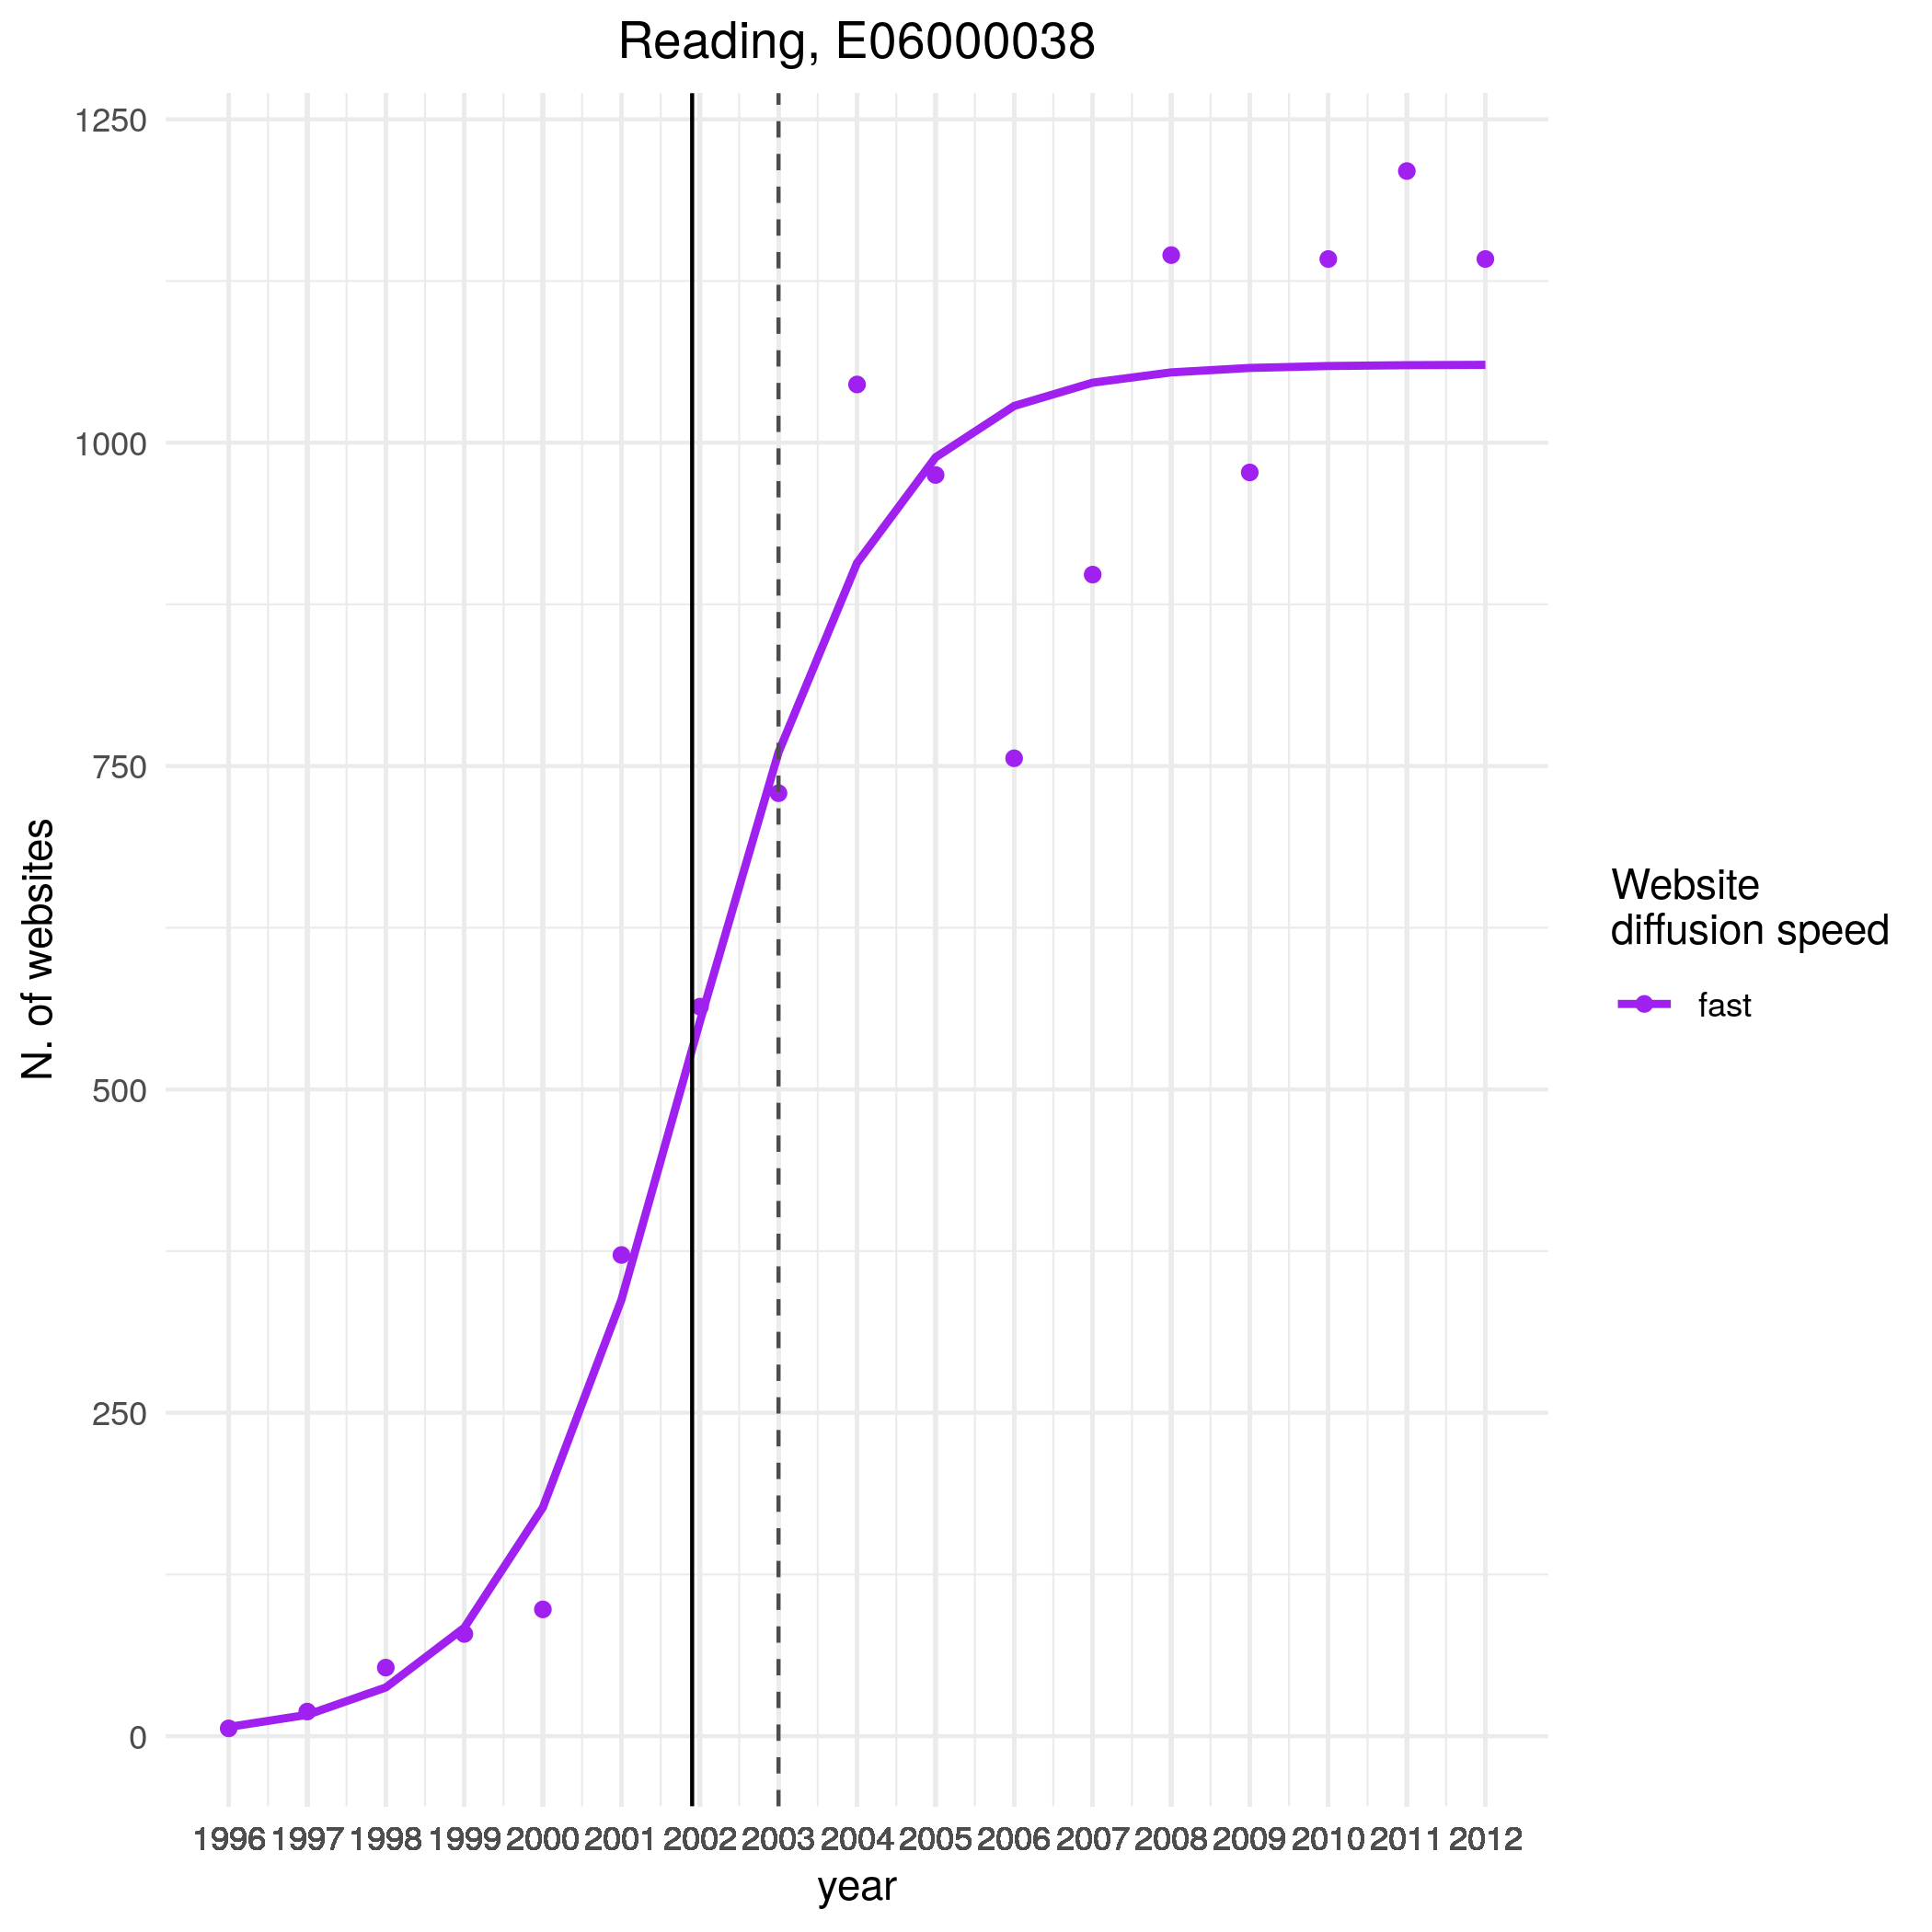 Reading, E06000038
1250
1000
750
500
250
0
N. of websites
1996 1997 1998 1999 2000 2001 2002 2003 2004 2005 2006 2007 2008 2009 2010 2011 2012
year
Website
diffusion speed
fast